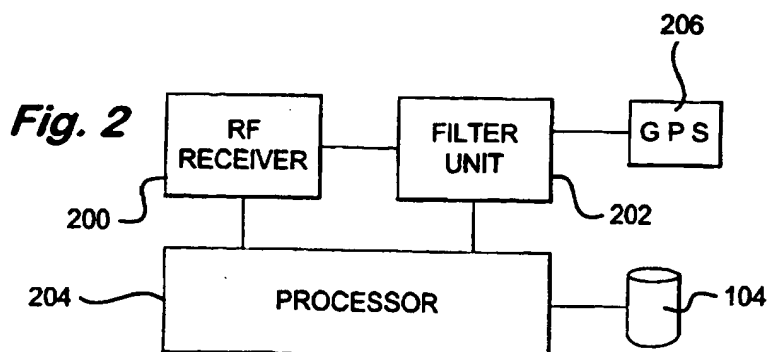 206
Fig. 2
RF
RECEIVER
FILTER
UNIT
GPS
200
202
204
PROCESSOR
104